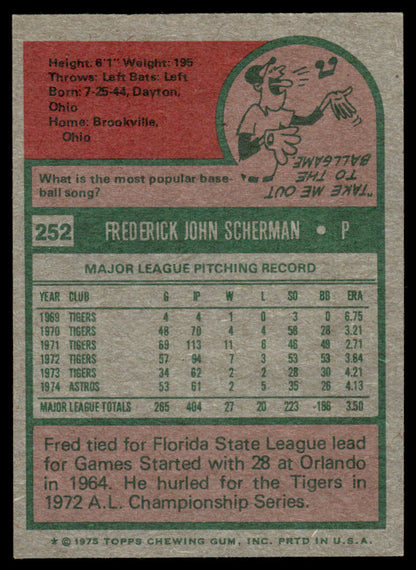 Height: 6'1" Weight: 195
Throws: Left Bats: Left
Born: 7-25-44, Dayton,
Ohio
Home: Brookville,
Ohio
What is the most popular base-
ball song?
"TAKE ME OUT
TO THE
BALLGAME"
252 FREDERICK JOHN SCHERMAN • P
MAJOR LEAGUE PITCHING RECORD
YEAR CLUB G IP W L SO BB ERA
1969 TIGERS 4 4 1 0 3 0 6.75
1970 TIGERS 48 70 4 4 58 28 3.21
1971 TIGERS 69 113 11 6 46 49 2.71
1972 TIGERS 57 94 7 3 53 53 3.64
1973 TIGERS 34 62 2 2 28 30 4.21
1974 ASTROS 53 61 2 5 35 26 4.13
MAJOR LEAGUE TOTALS 265 404 27 20 223 -186 3.50
Fred tied for Florida State League lead
for Games Started with 28 at Orlando
in 1964. He hurled for the Tigers in
1972 A.L. Championship Series.
* © 1975 TOPPS CHEWING GUM, INC. PRTD IN U.S.A.